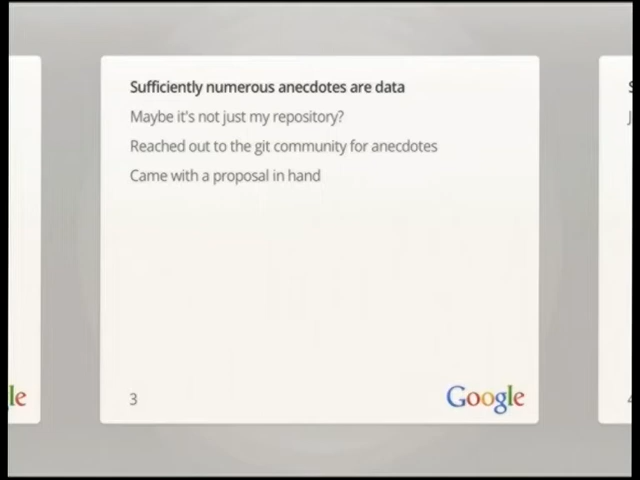 Sufficiently numerous anecdotes are data
Maybe it's not just my repository?
Reached out to the git community for anecdotes
Came with a proposal in hand
3
Google
le